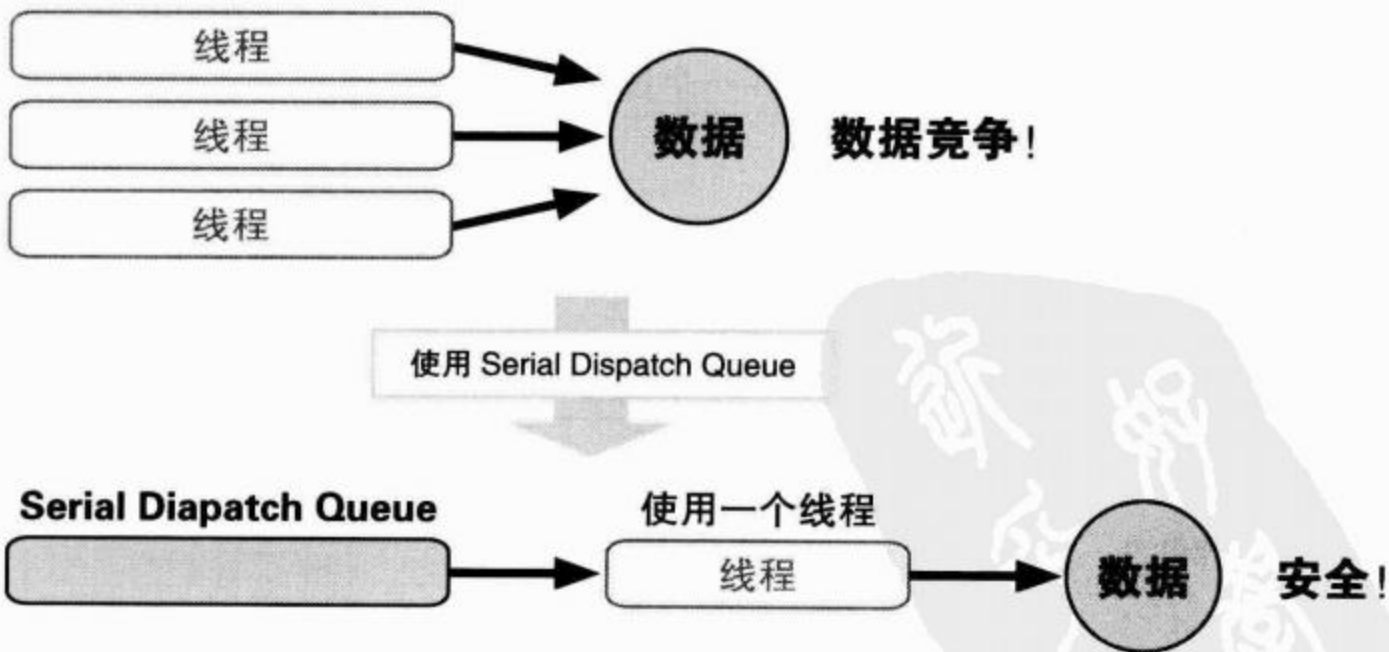 线程
线程
线程
数据
数据竞争!
使用 Serial Dispatch Queue
Serial Diapatch Queue
使用一个线程
线程
数据
安全!